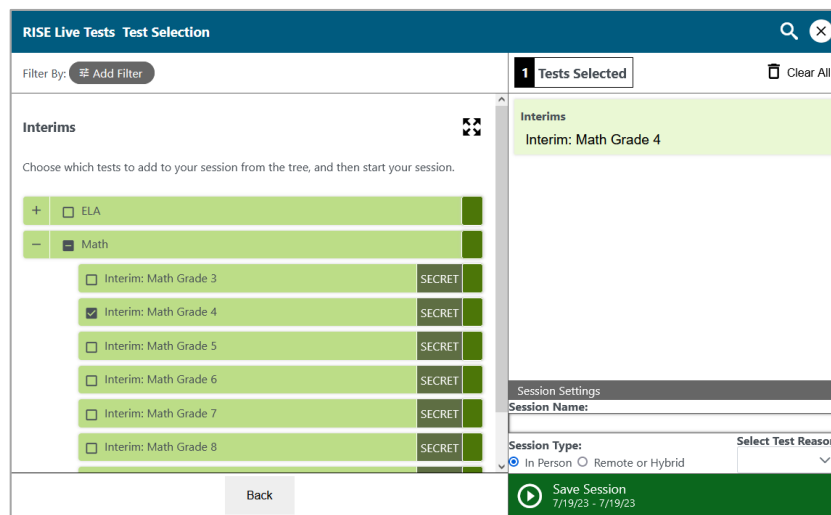 RISE Live Tests Test Selection
Filter By: Add Filter
1 Tests Selected
Clear All
Interims
Choose which tests to add to your session from the tree, and then start your session.
+ ELA
− Math
Interim: Math Grade 3 SECRET
Interim: Math Grade 4 SECRET
Interim: Math Grade 5 SECRET
Interim: Math Grade 6 SECRET
Interim: Math Grade 7 SECRET
Interim: Math Grade 8 SECRET
Back
Interims
Interim: Math Grade 4
Session Settings
Session Name:
Session Type:
In Person Remote or Hybrid
Select Test Reason
Save Session
7/19/23 - 7/19/23